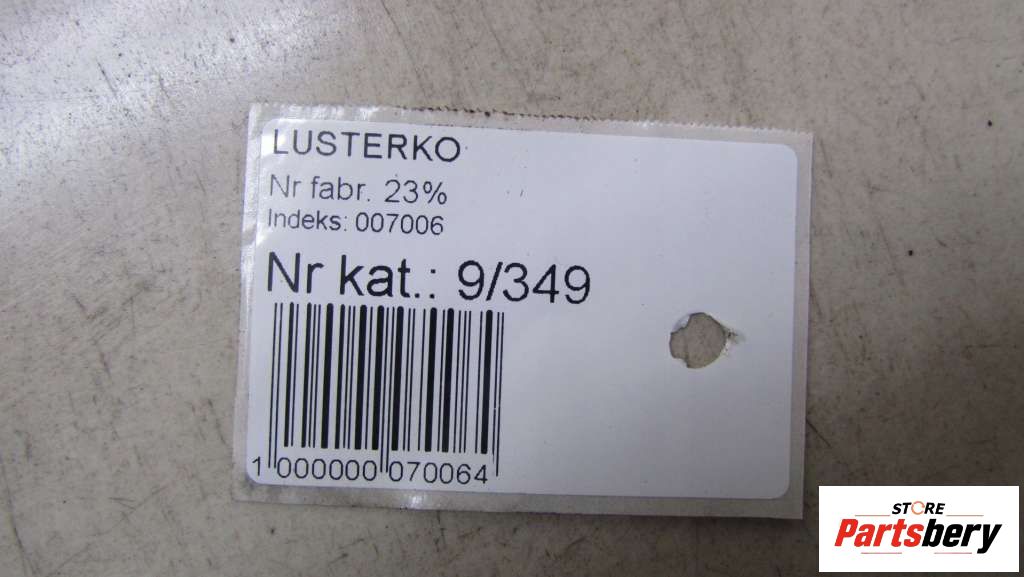 LUSTERKO
Nr fabr. 23%
Indeks: 007006
Nr kat.: 9/349
1 000000 070064
STORE
Partsbery